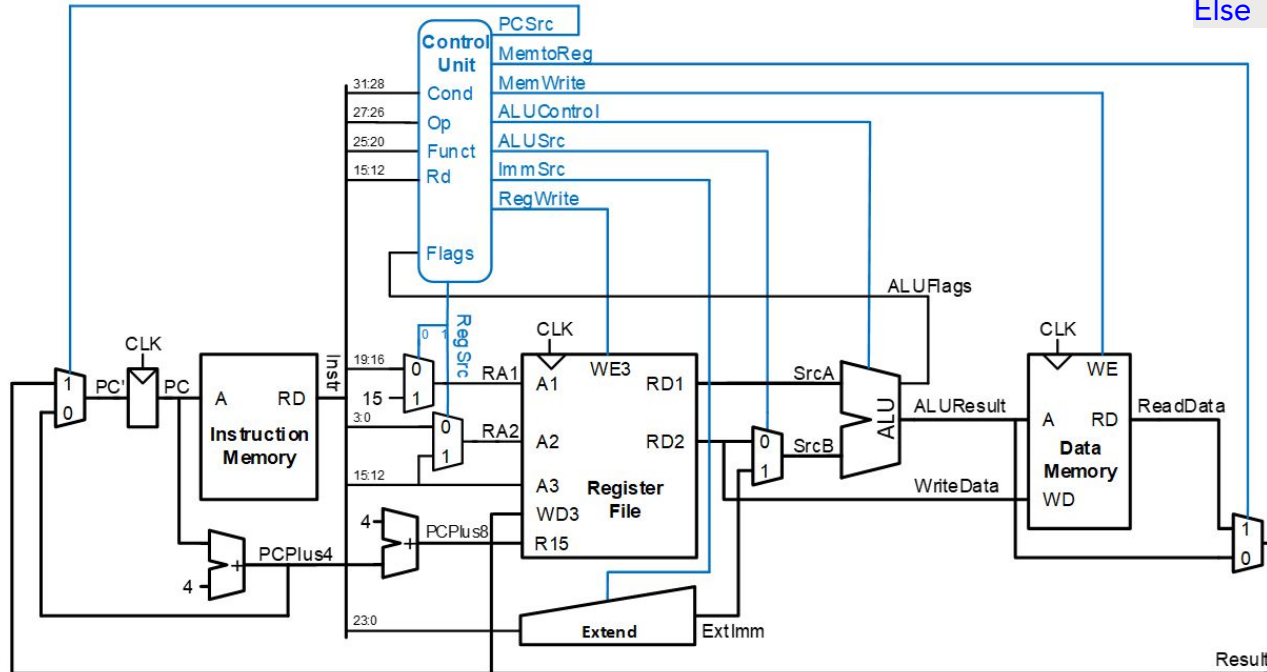 Else
PCSrc
Control
Unit
MemtoReg
MemWrite
ALUControl
ALUSrc
ImmSrc
RegWrite
31:28
Cond
27:26
Op
25:20
Funct
15:12
Rd
Flags
ALUFlags
0 1
RegSrc
CLK
1
0
PC'
PC
A RD
Instruction
Memory
Instr
19:16
0
15
1
RA1
3:0
0
1
RA2
15:12
CLK
WE3
A1 RD1
A2 RD2
A3
Register
File
WD3
R15
4
+
PCPlus8
PCPlus4
4
+
23:0
Extend
ExtImm
0
1
SrcA
SrcB
ALU
ALUResult
WriteData
CLK
WE
A RD
Data
Memory
WD
ReadData
1
0
Result